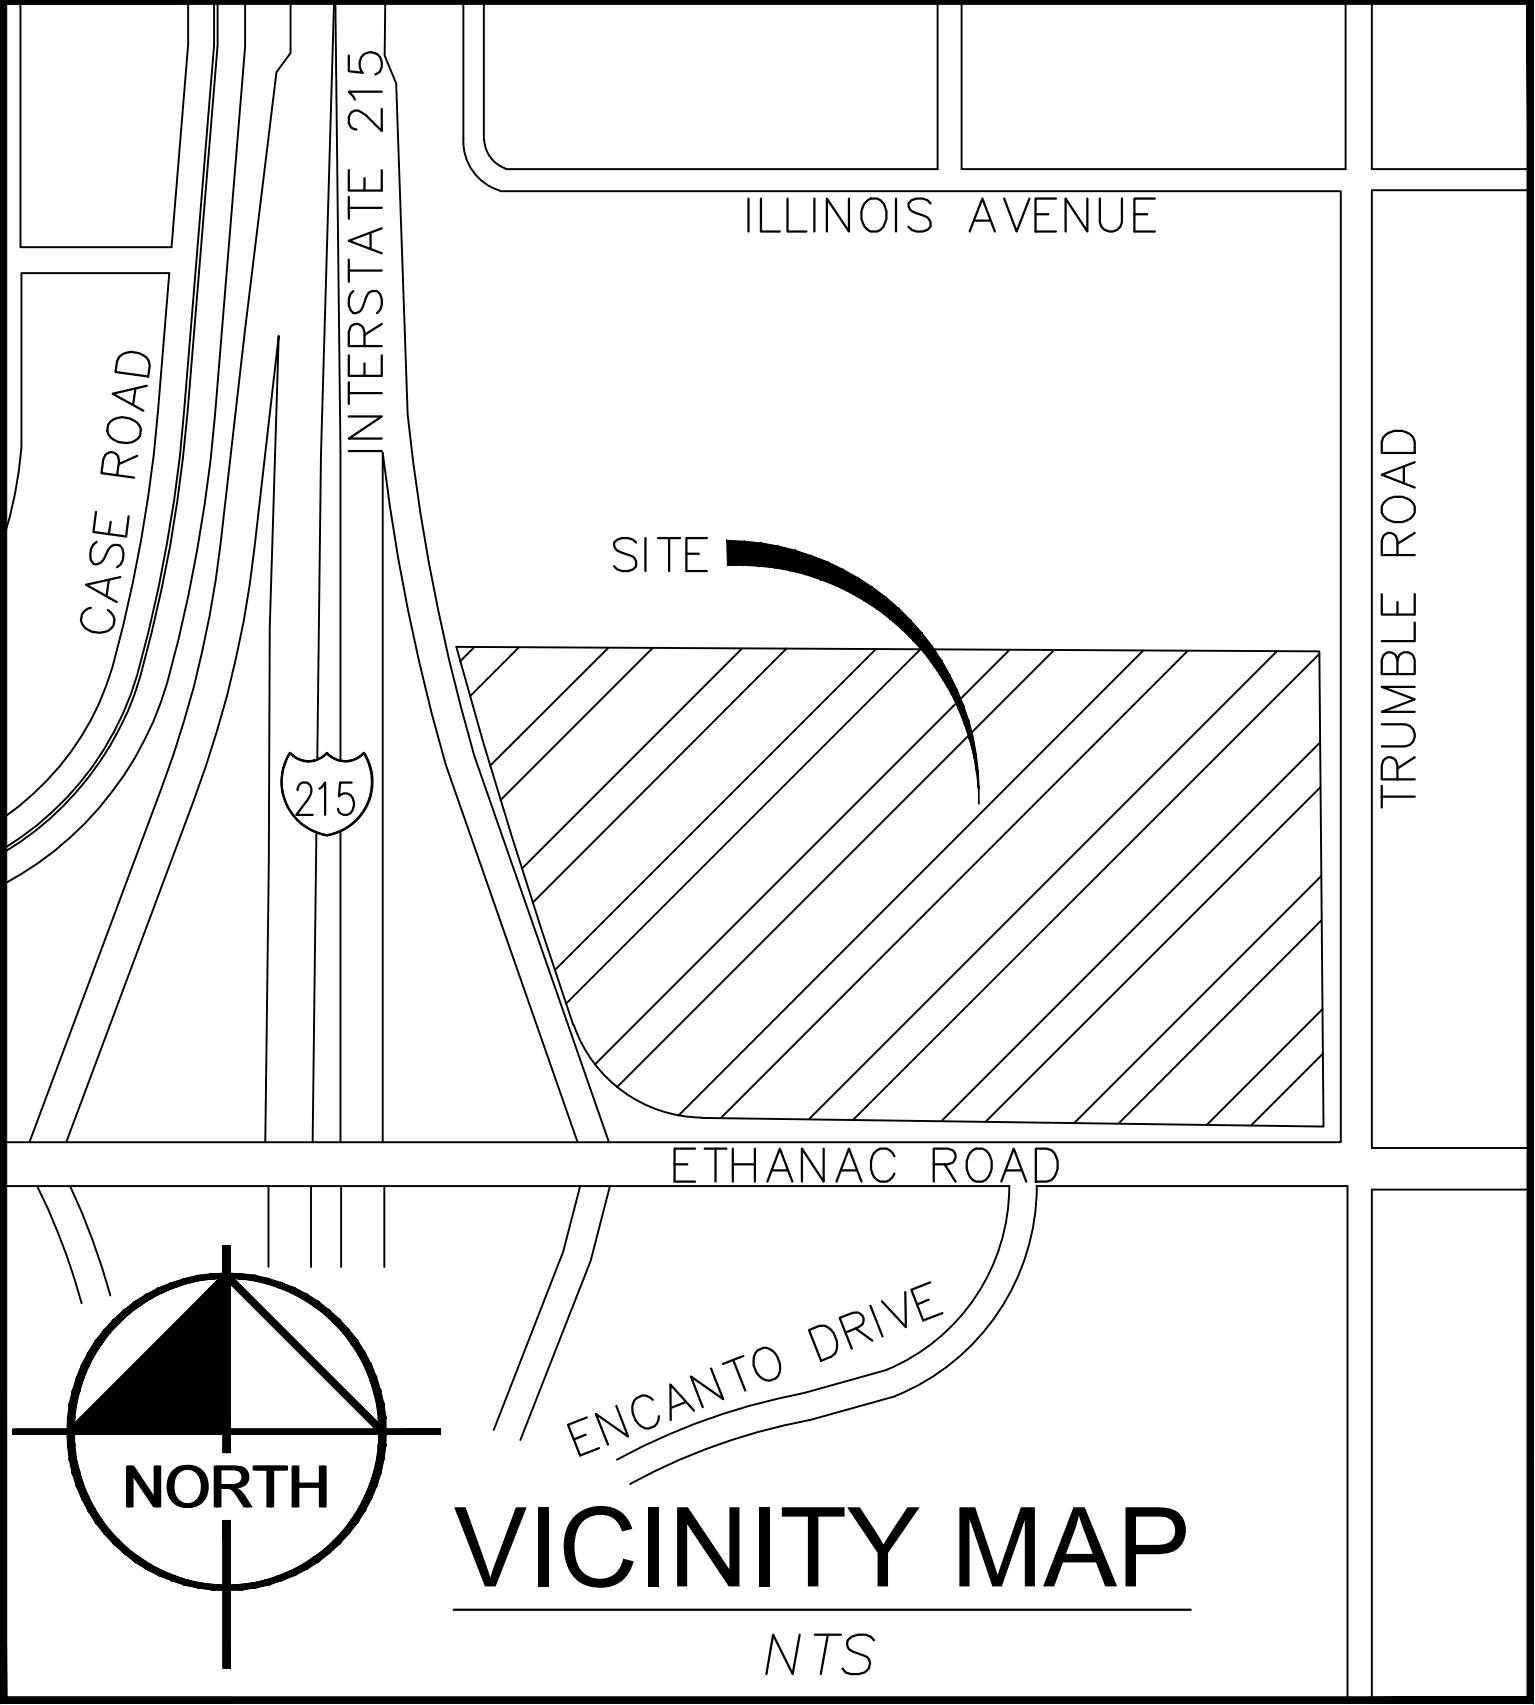 INTERSTATE 215
ILLINOIS AVENUE
CASE ROAD
TRUMBLE ROAD
SITE
215
ETHANAC ROAD
ENCANTO DRIVE
NORTH
VICINITY MAP
NTS